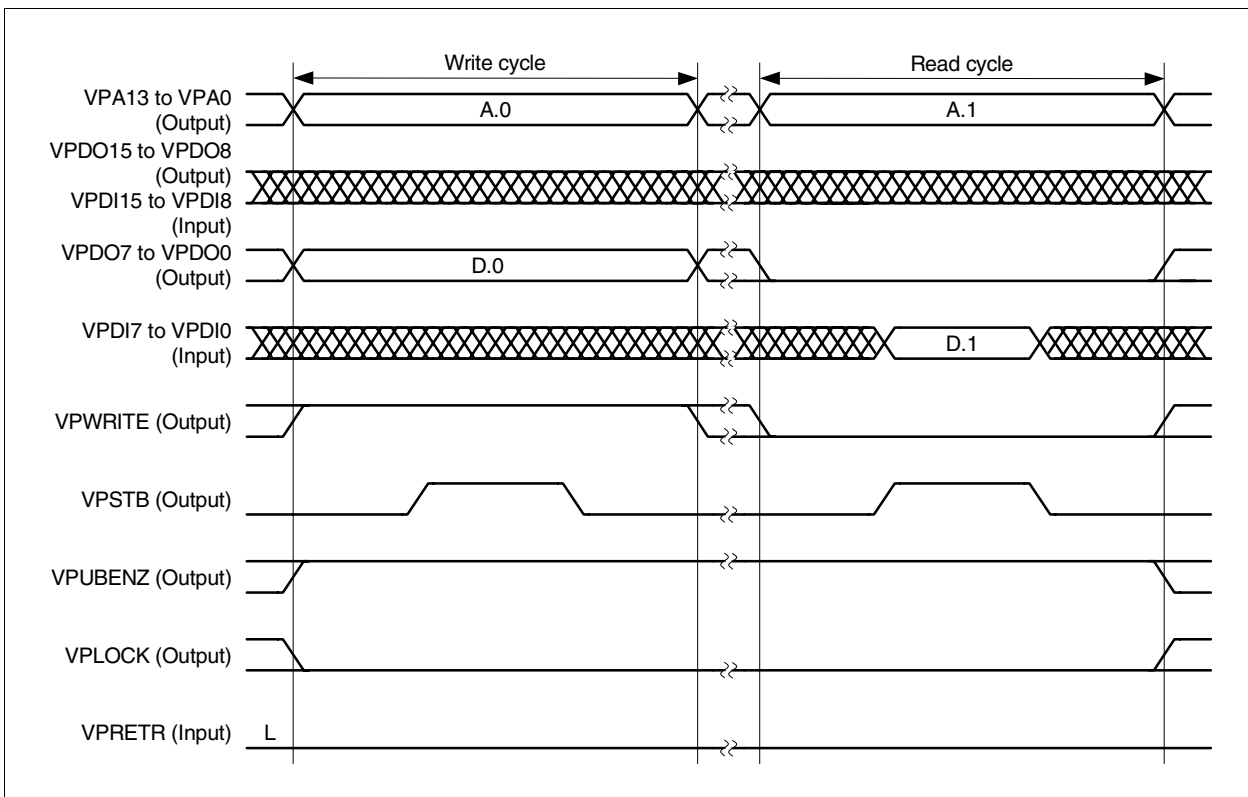 Write cycle
Read cycle
VPA13 to VPA0
(Output)
A.0
A.1
VPDO15 to VPDO8
(Output)
VPDI15 to VPDI8
(Input)
VPDO7 to VPDO0
(Output)
D.0
VPDI7 to VPDI0
(Input)
D.1
VPWRITE (Output)
VPSTB (Output)
VPUBENZ (Output)
VPLOCK (Output)
VPRETR (Input)
L